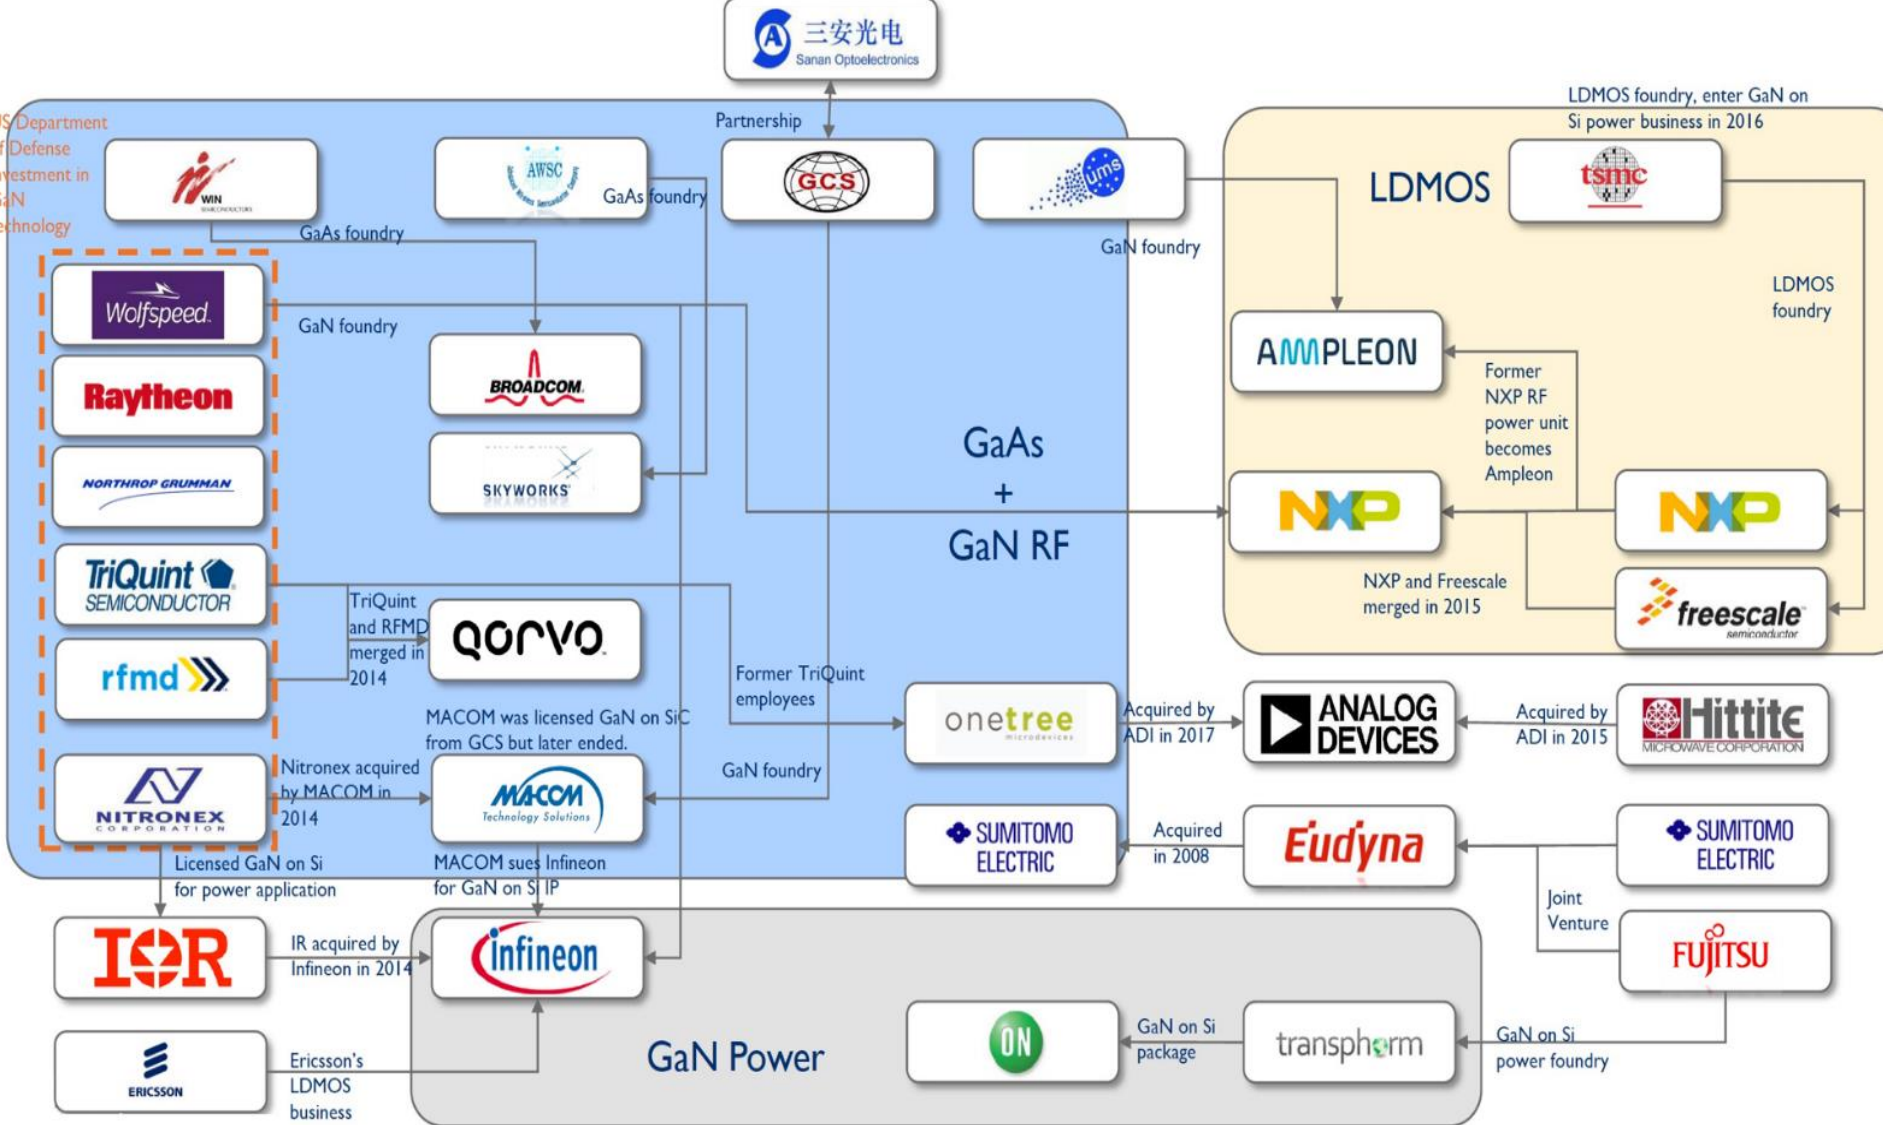 三安光电
Sanan Optoelectronics
LDMOS foundry, enter GaN on
Si power business in 2016
US Department
of Defense
investment in
GaN
technology
Partnership
WIN
SEMICONDUCTORS
AWSC
GaAs foundry
G.C.S
ums
LDMOS
tsmc
GaAs foundry
GaN foundry
Wolfspeed
GaN foundry
LDMOS
foundry
BROADCOM
AMPLEON
Former
NXP RF
power unit
becomes
Ampleon
Raytheon
GaAs
+
GaN RF
NORTHROP GRUMMAN
SKYWORKS
NXP
NXP
TriQuint
SEMICONDUCTOR
TriQuint
and RFMD
merged in
2014
QORVO
NXP and Freescale
merged in 2015
freescale
semiconductor
rfmd
Former TriQuint
employees
onetree
microdevices
Acquired by
ADI in 2017
ANALOG
DEVICES
Acquired by
ADI in 2015
Hittite
MICROWAVE CORPORATION
MACOM was licensed GaN on SiC
from GCS but later ended.
NITRONEX
CORPORATION
Nitronex acquired
by MACOM in
2014
MACOM
Technology Solutions
GaN foundry
SUMITOMO
ELECTRIC
Acquired
in 2008
Eudyna
SUMITOMO
ELECTRIC
Licensed GaN on Si
for power application
MACOM sues Infineon
for GaN on Si IP
Joint
Venture
IOR
IR acquired by
Infineon in 2014
infineon
FUJITSU
ERICSSON
Ericsson's
LDMOS
business
GaN Power
ON
GaN on Si
package
transphorm
GaN on Si
power foundry